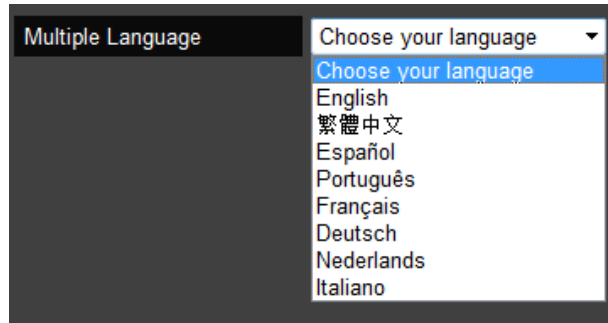 Multiple Language
Choose your language
Choose your language
English
繁體中文
Español
Português
Français
Deutsch
Nederlands
Italiano